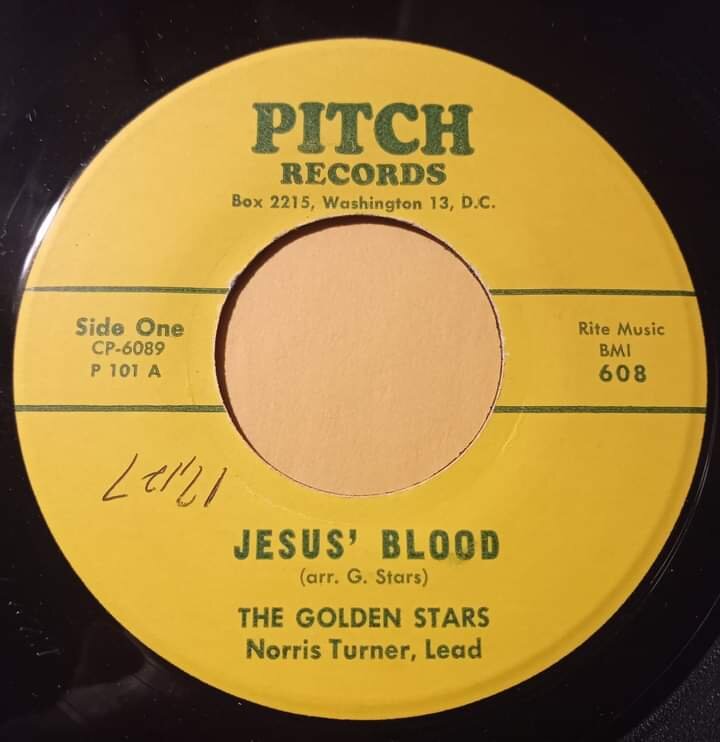 PITCH
RECORDS
Box 2215, Washington 13, D.C.
Side One
CP-6089
P 101 A
Rite Music
BMI
608
JESUS' BLOOD
(arr. G. Stars)
THE GOLDEN STARS
Norris Turner, Lead